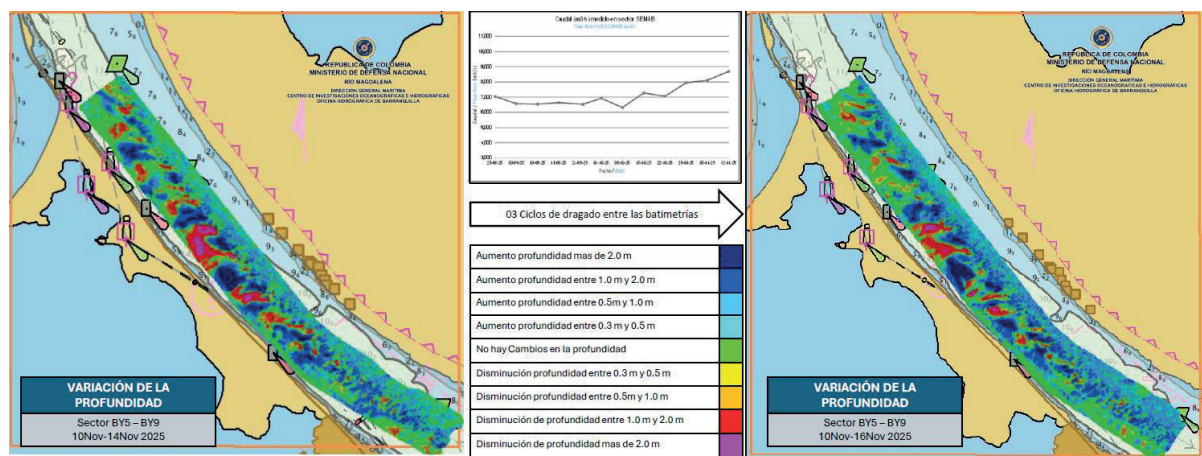 REPUBLICA DE COLOMBIA
MINISTERIO DE DEFENSA NACIONAL
RÍO MAGDALENA
DIRECCIÓN GENERAL MARÍTIMA
CENTRO DE INVESTIGACIONES OCEANOGRÁFICAS E HIDROGRÁFICAS
OFICINA HIDROGRÁFICA DE BARRANQUILLA
VARIACIÓN DE LA
PROFUNDIDAD
Sector BY5 – BY9
10Nov-14Nov 2025
11,000
10,000
9,000
8,000
7,000
6,000
5,000
4,000
3,000
03 Ciclos de dragado entre las batimetrías
Aumento profundidad mas de 2.0 m
Aumento profundidad entre 1.0 m y 2.0 m
Aumento profundidad entre 0.5m y 1.0 m
Aumento profundidad entre 0.3 m y 0.5 m
No hay Cambios en la profundidad
Disminución profundidad entre 0.3 m y 0.5 m
Disminución profundidad entre 0.5m y 1.0 m
Disminución de profundidad entre 1.0 m y 2.0 m
Disminución de profundidad mas de 2.0 m
REPUBLICA DE COLOMBIA
MINISTERIO DE DEFENSA NACIONAL
RÍO MAGDALENA
DIRECCIÓN GENERAL MARÍTIMA
CENTRO DE INVESTIGACIONES OCEANOGRÁFICAS E HIDROGRÁFICAS
OFICINA HIDROGRÁFICA DE BARRANQUILLA
VARIACIÓN DE LA
PROFUNDIDAD
Sector BY5 – BY9
10Nov-16Nov 2025